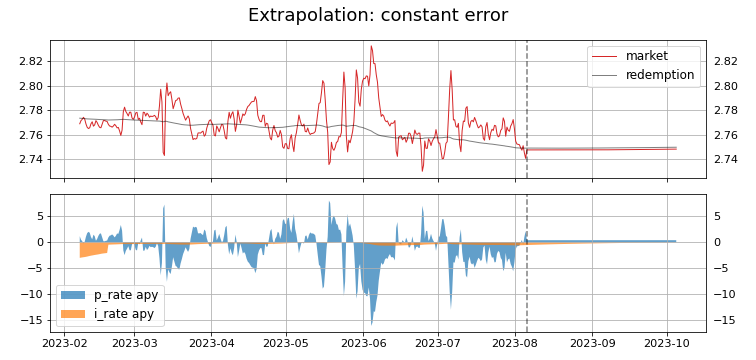 Extrapolation: constant error
2.82 2.82
2.80 2.80
2.78 2.78
2.76 2.76
2.74 2.74
market
redemption
5 5
0 0
−5 −5
−10 −10
−15 −15
p_rate apy
i_rate apy
2023-02 2023-03 2023-04 2023-05 2023-06 2023-07 2023-08 2023-09 2023-10